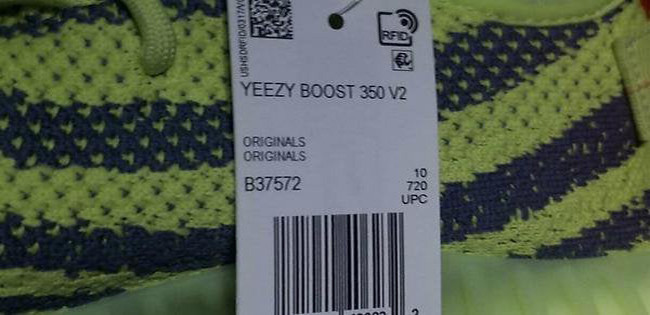 RFID
YEEZY BOOST 350 V2
ORIGINALS
ORIGINALS
B37572
10
720
UPC